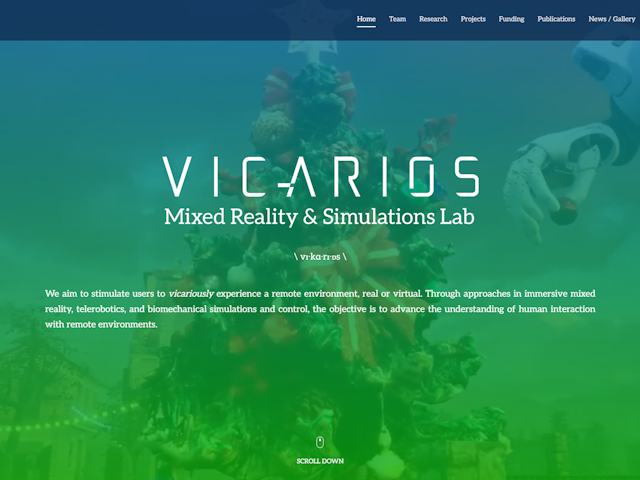 Home Team Research Projects Funding Publications News / Gallery
VICARIOS
Mixed Reality & Simulations Lab
\ vɪ·kɑ·rɪ·ɒs \
We aim to stimulate users to vicariously experience a remote environment, real or virtual. Through approaches in immersive mixed
reality, telerobotics, and biomechanical simulations and control, the objective is to advance the understanding of human interaction
with remote environments.
SCROLL DOWN